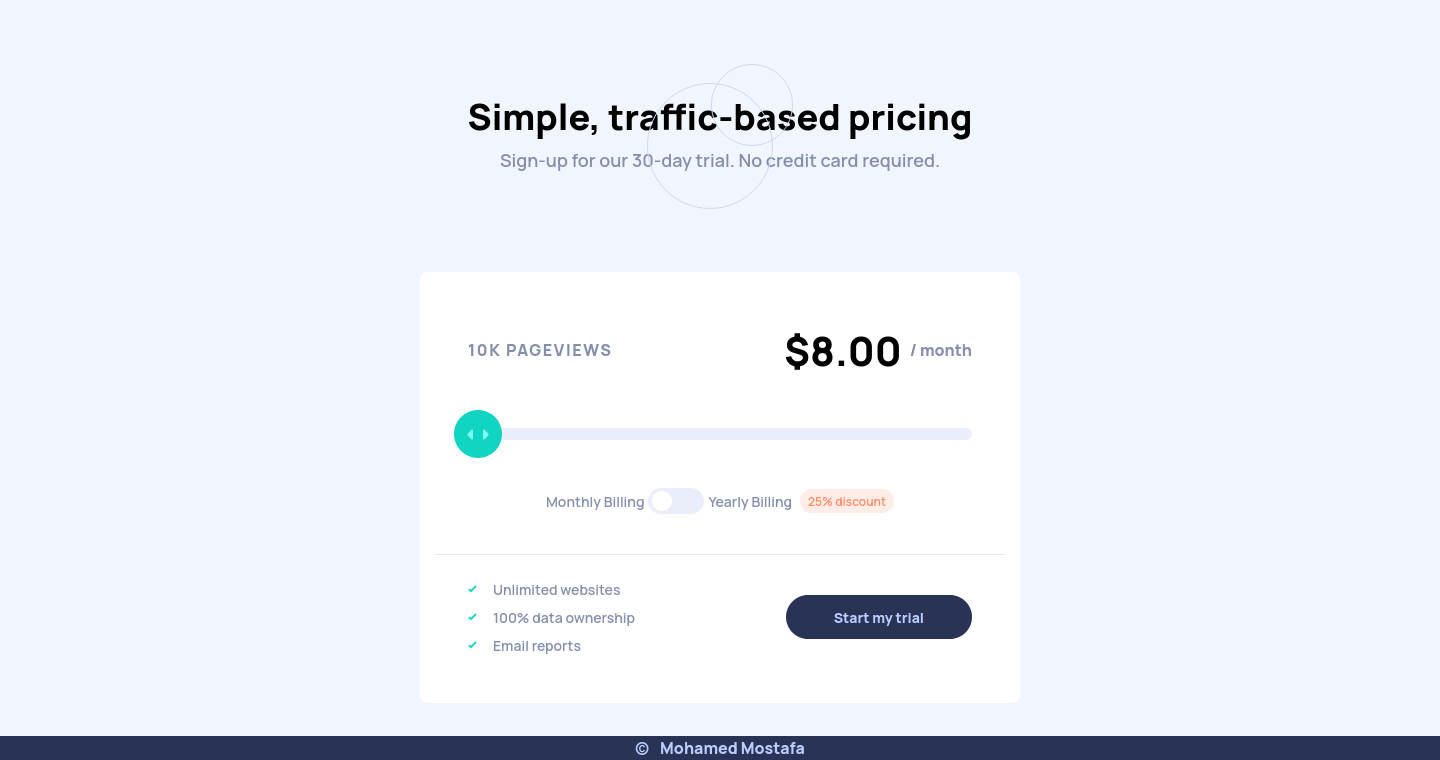 Simple, traffic-based pricing
Sign-up for our 30-day trial. No credit card required.
10K PAGEVIEWS
$8.00 / month
Monthly Billing Yearly Billing 25% discount
Unlimited websites
100% data ownership
Email reports
Start my trial
© Mohamed Mostafa